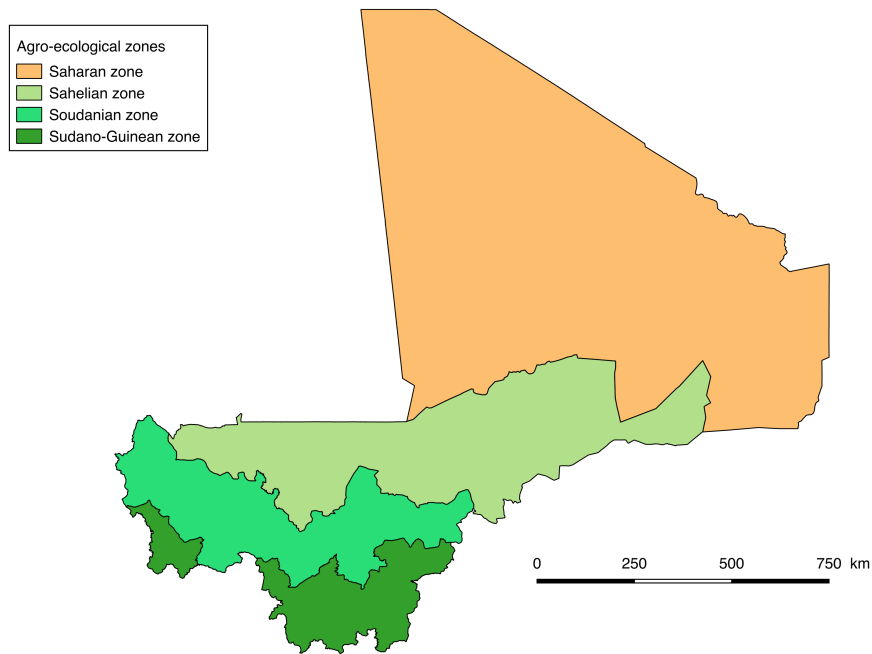 Agro-ecological zones
Saharan zone
Sahelian zone
Soudanian zone
Sudano-Guinean zone
0 250 500 750 km